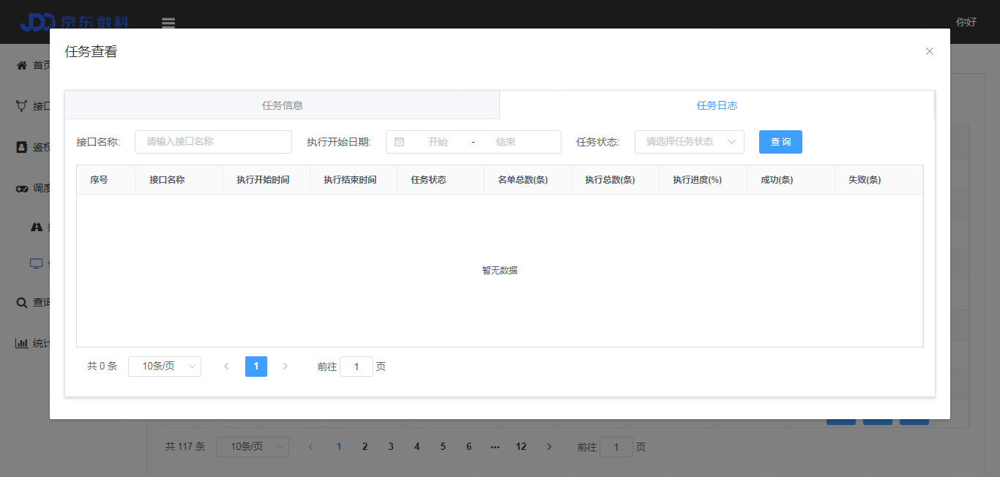 JDD 京东数科
你好
任务查看
首页
接口
鉴权
调度
查询
统计
任务信息
任务日志
接口名称: 请输入接口名称 执行开始日期: 开始 - 结束 任务状态: 请选择任务状态 查询
序号 接口名称 执行开始时间 执行结束时间 任务状态 名单总数(条) 执行总数(条) 执行进度(%) 成功(条) 失败(条)
暂无数据
共 0 条 10条/页 1 前往 1 页
共 117 条 10条/页 1 2 3 4 5 6 ••• 12 前往 1 页